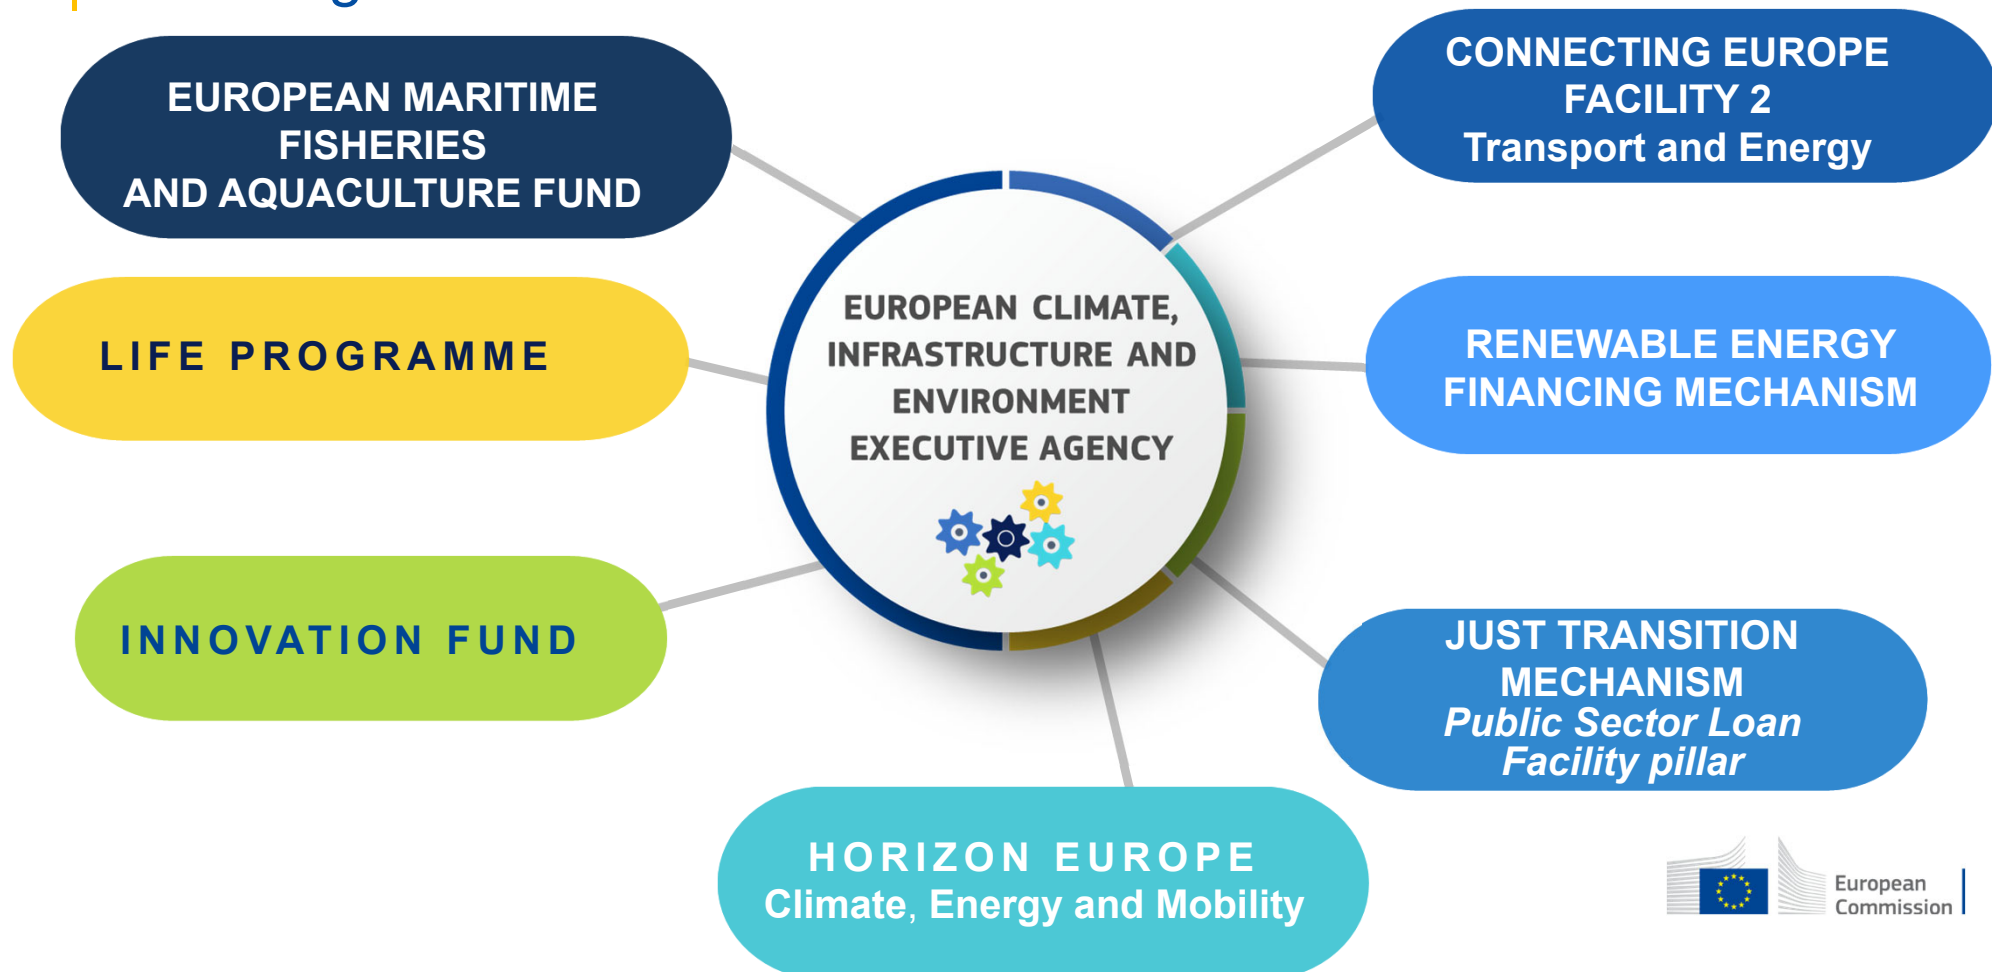 EUROPEAN MARITIME
FISHERIES
AND AQUACULTURE FUND
LIFE PROGRAMME
INNOVATION FUND
EUROPEAN CLIMATE,
INFRASTRUCTURE AND
ENVIRONMENT
EXECUTIVE AGENCY
CONNECTING EUROPE
FACILITY 2
Transport and Energy
RENEWABLE ENERGY
FINANCING MECHANISM
JUST TRANSITION
MECHANISM
Public Sector Loan
Facility pillar
HORIZON EUROPE
Climate, Energy and Mobility
European
Commission